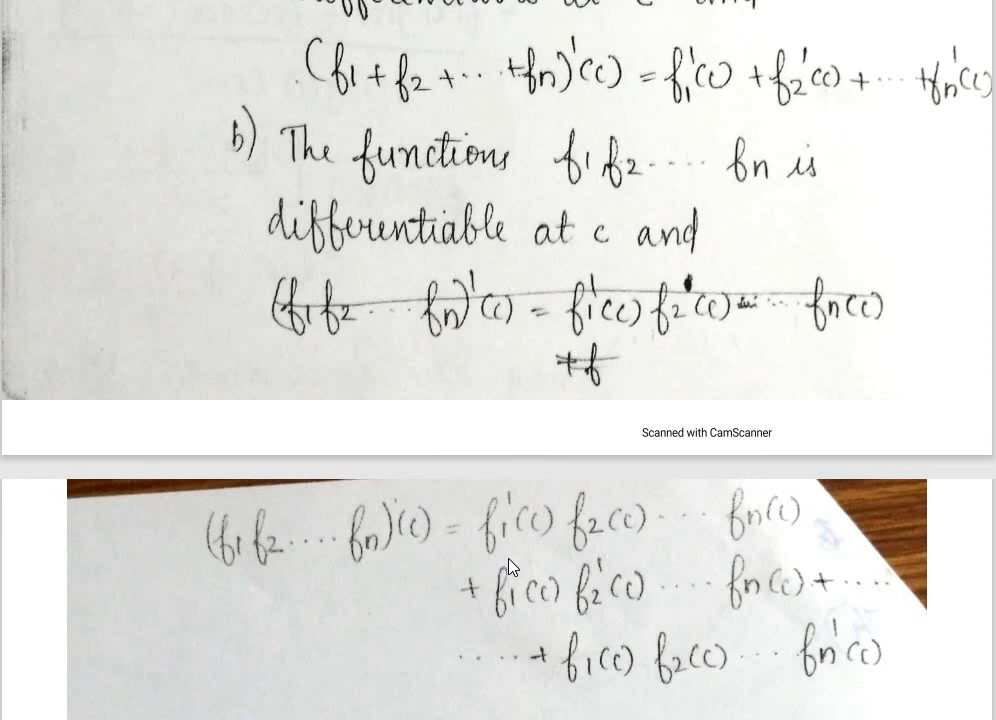 (f1 + f2 + ... + fn)'(c) = f1'(c) + f2'(c) + ... + fn'(c)
b) The functions f1 f2 .... fn is
differentiable at c and
(f1 f2 ... fn)'(c) = f1'(c) f2(c) ... fn(c)
+ f
Scanned with CamScanner
(f1 f2 .... fn)'(c) = f1'(c) f2(c) ... fn(c)
+ f1(c) f2'(c) .... fn(c) + ....
.... + f1(c) f2(c) ... fn'(c)